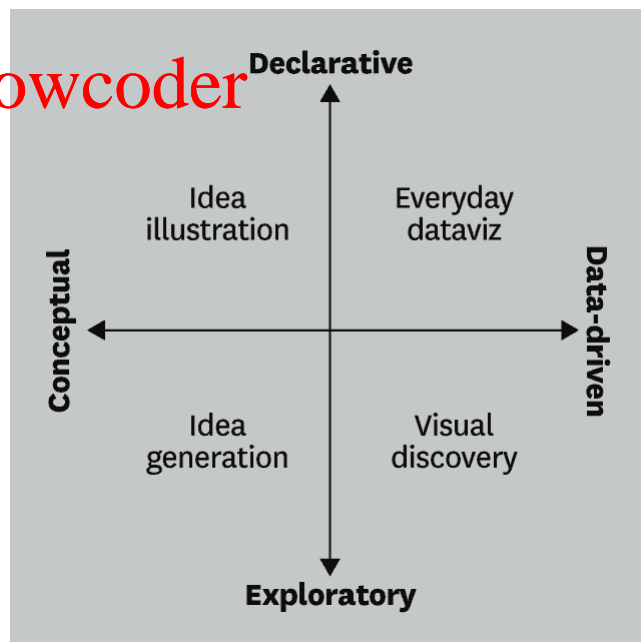 Declarative
owcoder
Idea
illustration
Everyday
dataviz
Conceptual
Data-driven
Idea
generation
Visual
discovery
Exploratory